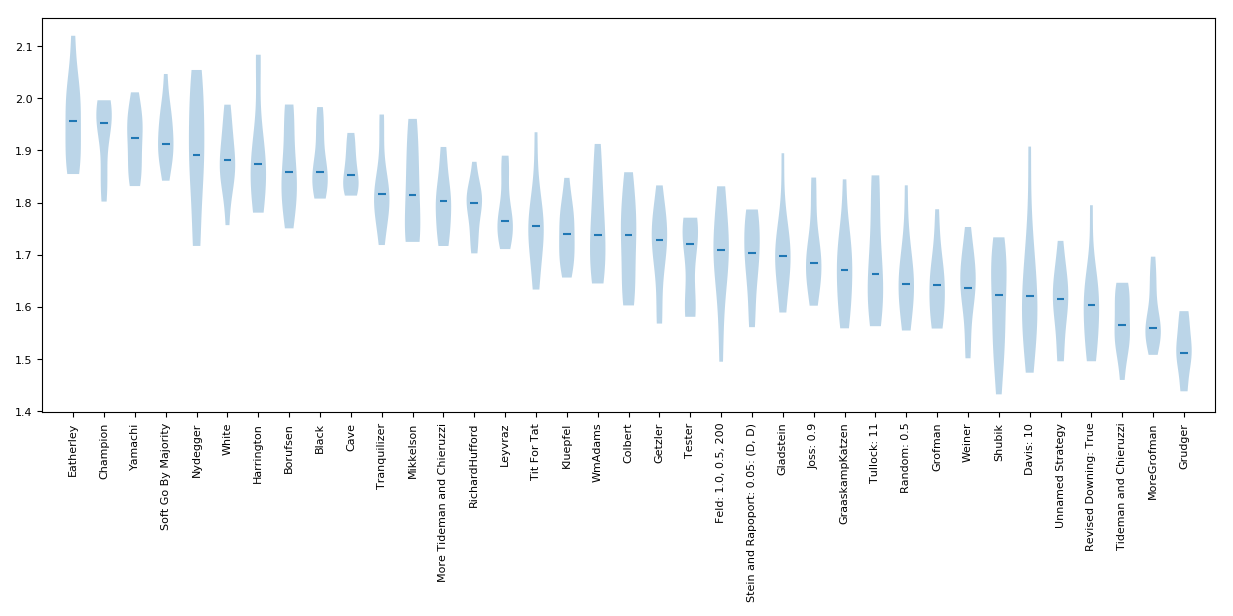 2.1
2.0
1.9
1.8
1.7
1.6
1.5
1.4
Eatherley
Champion
Yamachi
Soft Go By Majority
Nydegger
White
Harrington
Borufsen
Black
Cave
Tranquilizer
Mikkelson
More Tideman and Chieruzzi
RichardHufford
Leyvraz
Tit For Tat
Kluepfel
WmAdams
Colbert
Getzler
Tester
Feld: 1.0, 0.5, 200
Stein and Rapoport: 0.05: (D, D)
Gladstein
Joss: 0.9
GraaskampKatzen
Tullock: 11
Random: 0.5
Grofman
Weiner
Shubik
Davis: 10
Unnamed Strategy
Revised Downing: True
Tideman and Chieruzzi
MoreGrofman
Grudger